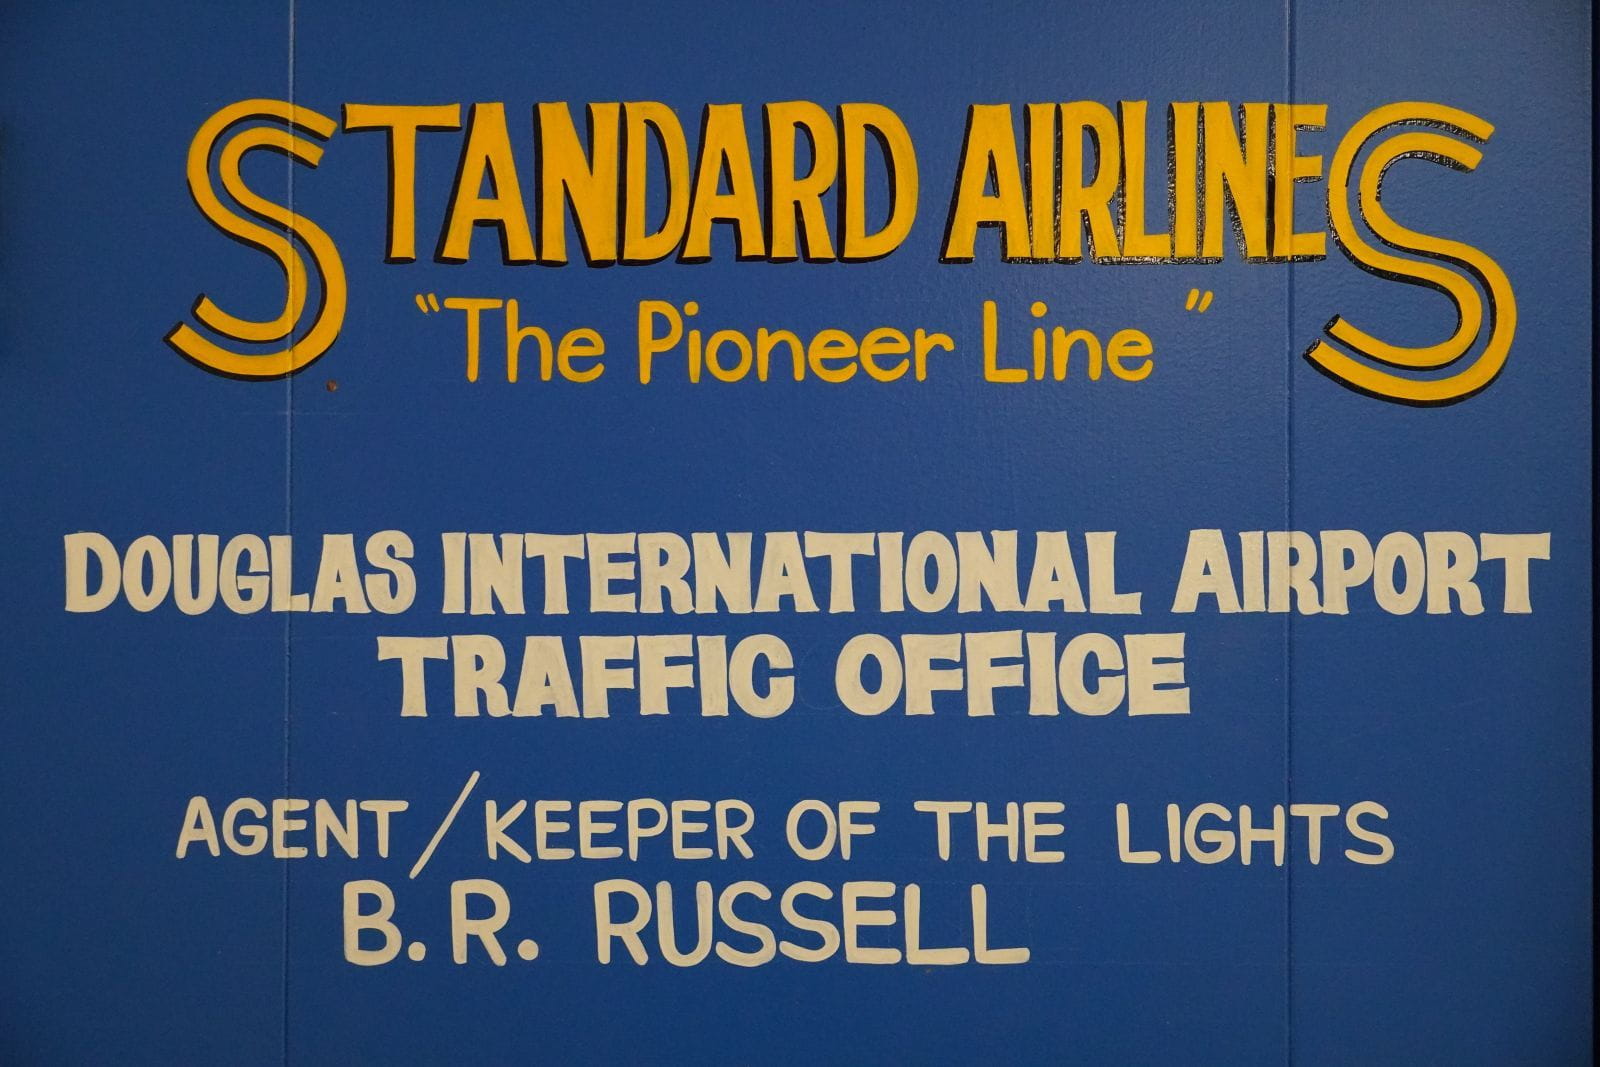 STANDARD AIRLINES
"The Pioneer Line"
DOUGLAS INTERNATIONAL AIRPORT
TRAFFIC OFFICE
AGENT/KEEPER OF THE LIGHTS
B.R. RUSSELL